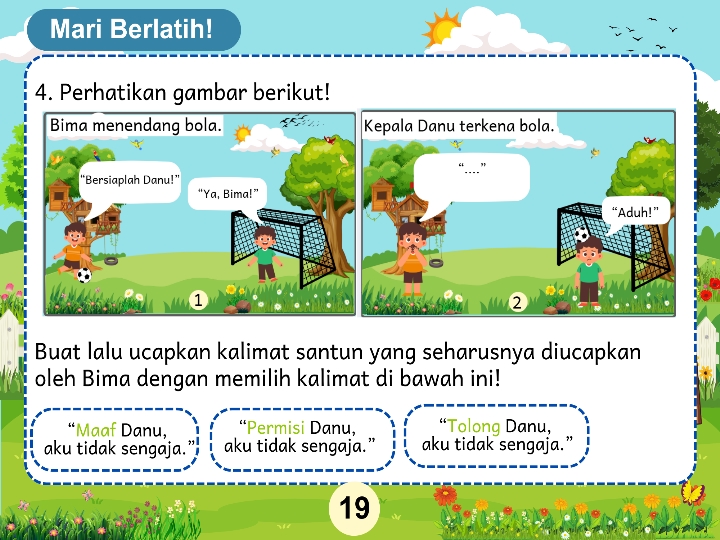 Mari Berlatih!
4. Perhatikan gambar berikut!
Bima menendang bola.
"Bersiaplah Danu!"
"Ya, Bima!"
1
Kepala Danu terkena bola.
"...."
"Aduh!"
2
Buat lalu ucapkan kalimat santun yang seharusnya diucapkan
oleh Bima dengan memilih kalimat di bawah ini!
"Maaf Danu,
aku tidak sengaja."
"Permisi Danu,
aku tidak sengaja."
"Tolong Danu,
aku tidak sengaja."
19